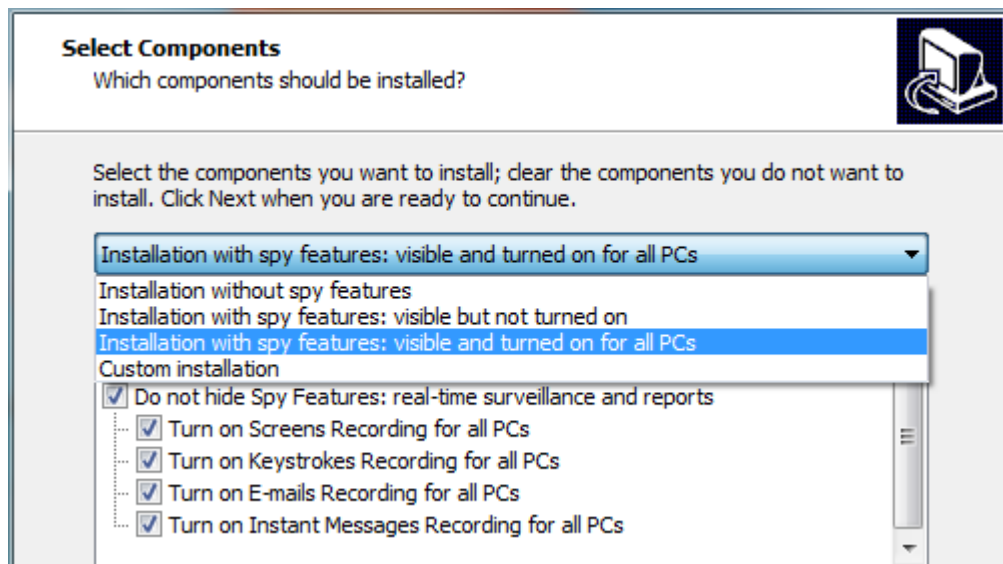 Select Components
Which components should be installed?
Select the components you want to install; clear the components you do not want to
install. Click Next when you are ready to continue.
Installation with spy features: visible and turned on for all PCs
Installation without spy features
Installation with spy features: visible but not turned on
Installation with spy features: visible and turned on for all PCs
Custom installation
Do not hide Spy Features: real-time surveillance and reports
Turn on Screens Recording for all PCs
Turn on Keystrokes Recording for all PCs
Turn on E-mails Recording for all PCs
Turn on Instant Messages Recording for all PCs